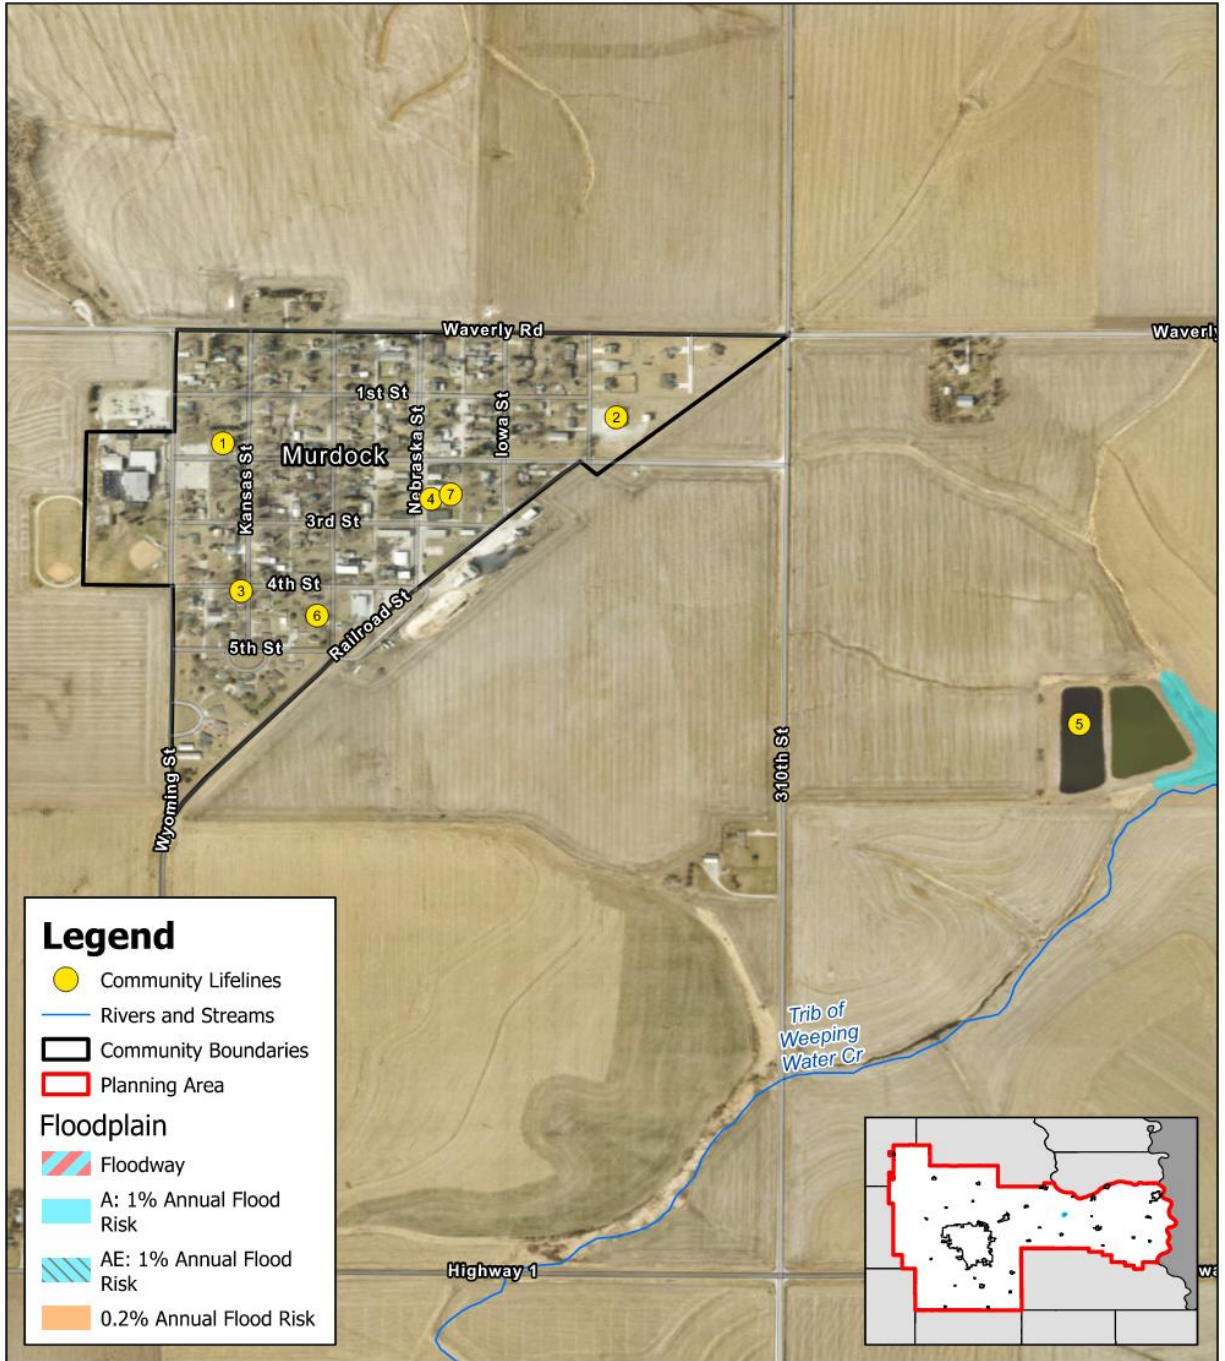 Waverly Rd
Waverly
1st St
2
Nebraska St
Iowa St
1
Murdock
Kansas St
4
7
3rd St
3
4th St
6
Railroad St
5th St
5
310th St
Wyoming St
Trib of
Weeping
Water Cr
Highway 1
wa
Legend
Community Lifelines
Rivers and Streams
Community Boundaries
Planning Area
Floodplain
Floodway
A: 1% Annual Flood
Risk
AE: 1% Annual Flood
Risk
0.2% Annual Flood Risk